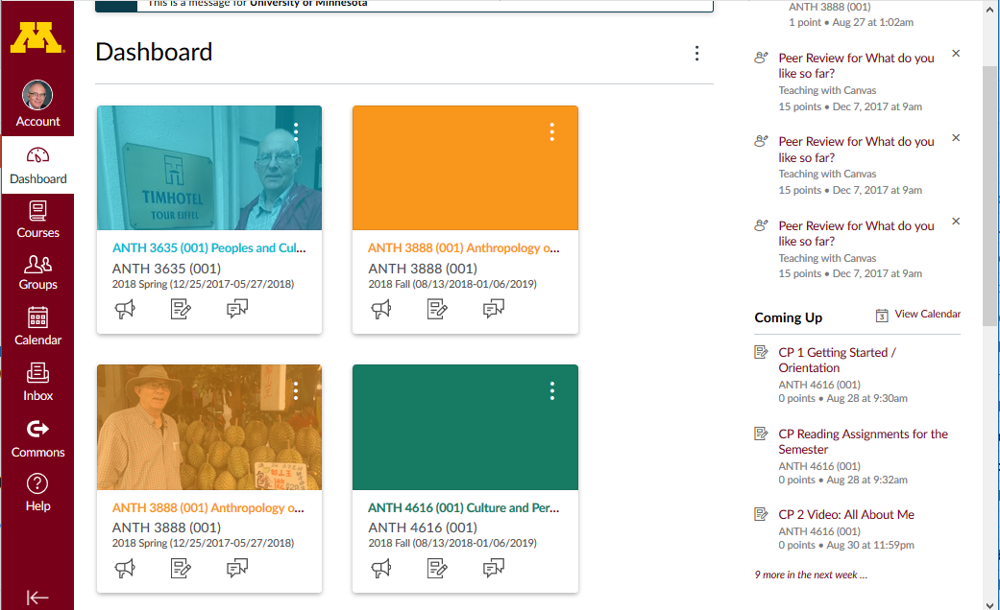 This is a message for University of Minnesota
M
Account
Dashboard
Courses
Groups
Calendar
Inbox
Commons
Help
Dashboard
TIMHOTEL
TOUR EIFFEL
ANTH 3635 (001) Peoples and Cul...
ANTH 3635 (001)
2018 Spring (12/25/2017-05/27/2018)
ANTH 3888 (001) Anthropology o...
ANTH 3888 (001)
2018 Fall (08/13/2018-01/06/2019)
ANTH 3888 (001) Anthropology o...
ANTH 3888 (001)
2018 Spring (12/25/2017-05/27/2018)
ANTH 4616 (001) Culture and Per...
ANTH 4616 (001)
2018 Fall (08/13/2018-01/06/2019)
ANTH 3888 (001)
1 point • Aug 27 at 1:02am
Peer Review for What do you
like so far?
Teaching with Canvas
15 points • Dec 7, 2017 at 9am
Peer Review for What do you
like so far?
Teaching with Canvas
15 points • Dec 7, 2017 at 9am
Peer Review for What do you
like so far?
Teaching with Canvas
15 points • Dec 7, 2017 at 9am
Coming Up
3 View Calendar
CP 1 Getting Started /
Orientation
ANTH 4616 (001)
0 points • Aug 28 at 9:30am
CP Reading Assignments for the
Semester
ANTH 4616 (001)
0 points • Aug 28 at 9:32am
CP 2 Video: All About Me
ANTH 4616 (001)
0 points • Aug 30 at 11:59pm
9 more in the next week ...